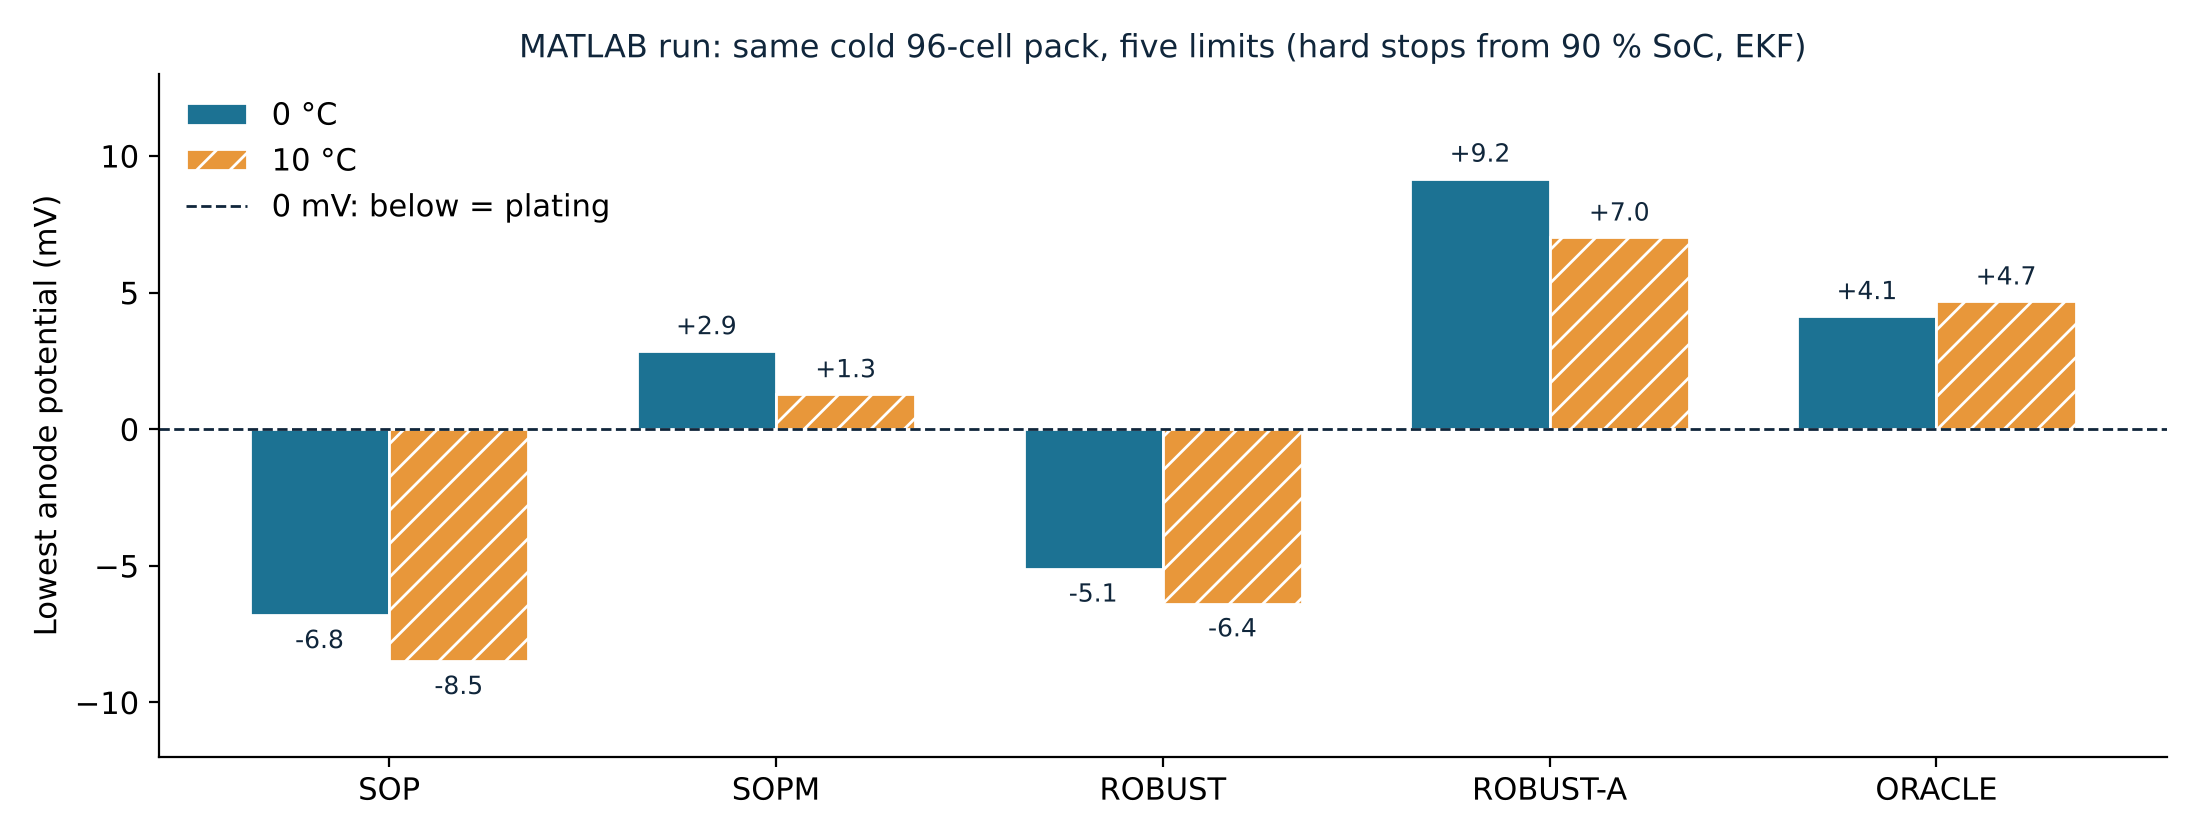 MATLAB run: same cold 96-cell pack, five limits (hard stops from 90 % SoC, EKF)
0 °C
10 °C
0 mV: below = plating
Lowest anode potential (mV)
10
5
0
−5
−10
-6.8
-8.5
+2.9
+1.3
-5.1
-6.4
+9.2
+7.0
+4.1
+4.7
SOP
SOPM
ROBUST
ROBUST-A
ORACLE